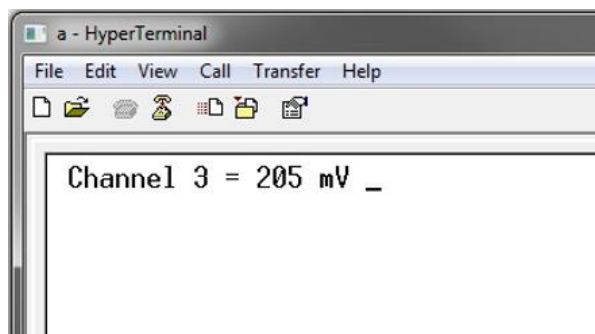 a - HyperTerminal
File Edit View Call Transfer Help
Channel 3 = 205 mV _